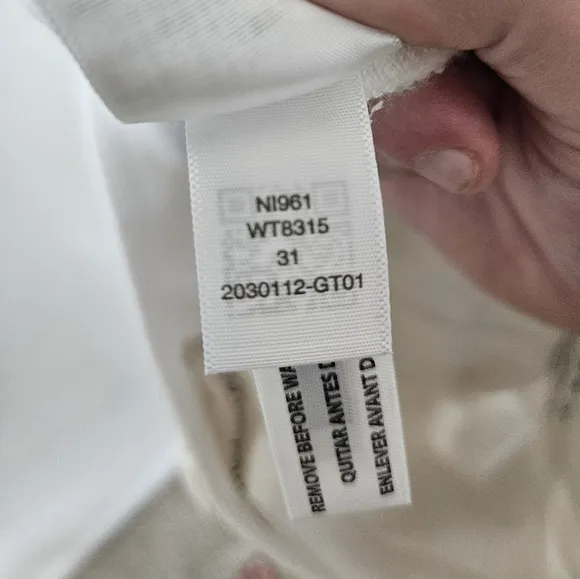 NI961
WT8315
31
2030112-GT01
REMOVE BEFORE WA
QUITAR ANTES D
ENLEVER AVANT D